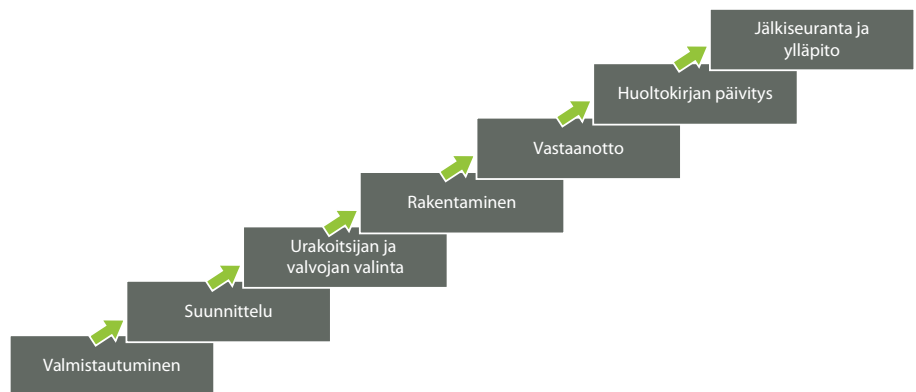 Jälkiseuranta ja
ylläpito
Huoltokirjan päivitys
Vastaanotto
Rakentaminen
Urakoitsijan ja
valvojan valinta
Suunnittelu
Valmistautuminen